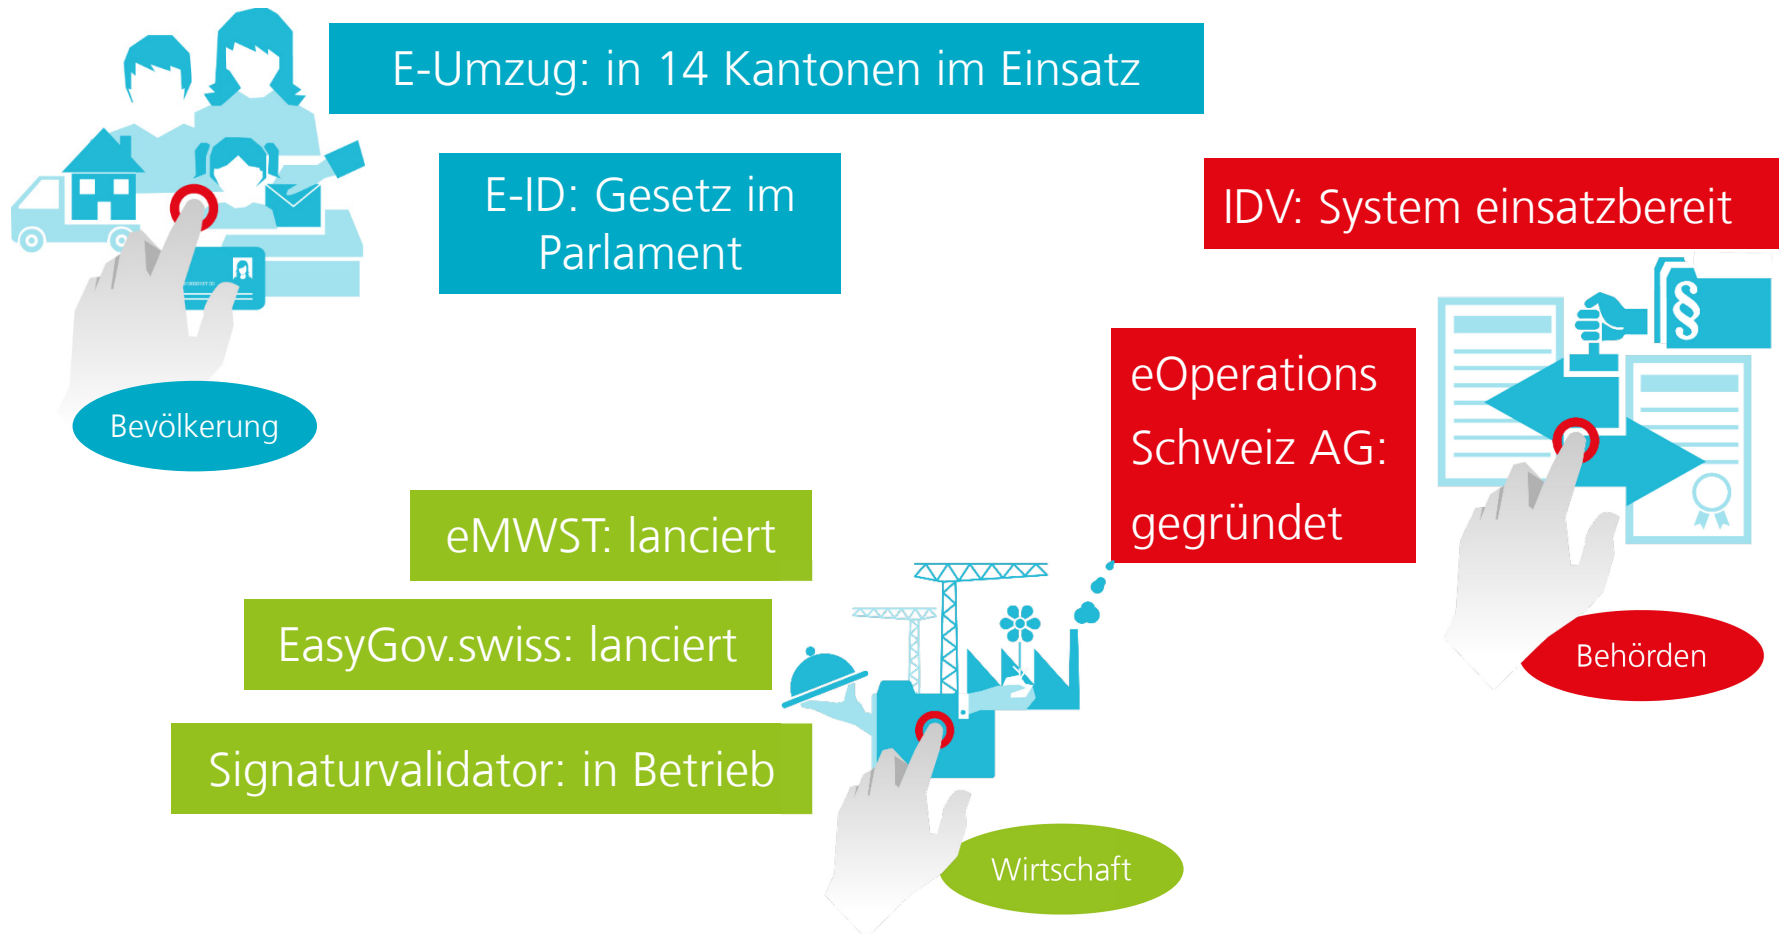 E-Umzug: in 14 Kantonen im Einsatz
E-ID: Gesetz im
Parlament
Bevölkerung
IDV: System einsatzbereit
§
eOperations
Schweiz AG:
gegründet
Behörden
eMWST: lanciert
EasyGov.swiss: lanciert
Signaturvalidator: in Betrieb
Wirtschaft